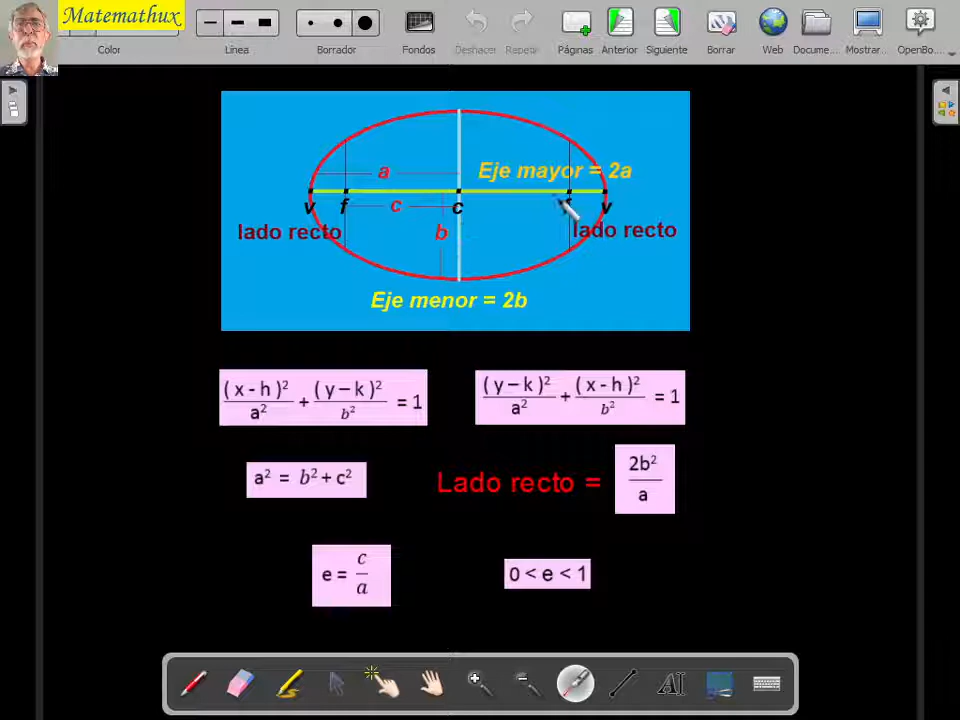 Matemathux
Color
Línea
Borrador
Fondos
Deshacer
Repetir
Páginas
Anterior
Siguiente
Borrar
Web
Docume...
Mostrar...
OpenBo...
a
Eje mayor = 2a
v f c c f v
lado recto
b
lado recto
Eje menor = 2b
(x - h)²/a² + (y – k)²/b² = 1
(y – k)²/a² + (x - h)²/b² = 1
a² = b² + c²
Lado recto = 2b²/a
e = c/a
0 < e < 1
AI